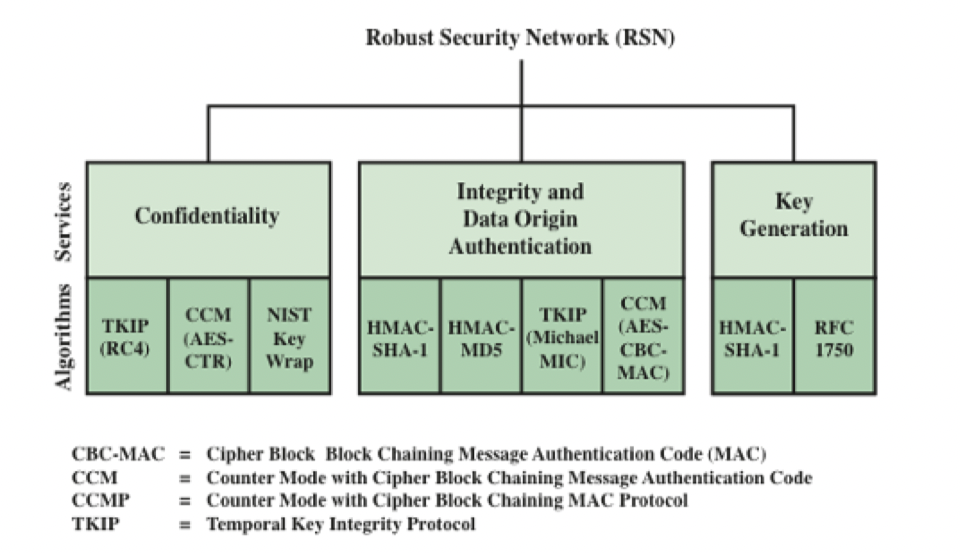 Robust Security Network (RSN)
Services
Confidentiality
Integrity and
Data Origin
Authentication
Key
Generation
Algorithms
TKIP
(RC4)
CCM
(AES-
CTR)
NIST
Key
Wrap
HMAC-
SHA-1
HMAC-
MD5
TKIP
(Michael
MIC)
CCM
(AES-
CBC-
MAC)
HMAC-
SHA-1
RFC
1750
CBC-MAC = Cipher Block Block Chaining Message Authentication Code (MAC)
CCM = Counter Mode with Cipher Block Chaining Message Authentication Code
CCMP = Counter Mode with Cipher Block Chaining MAC Protocol
TKIP = Temporal Key Integrity Protocol